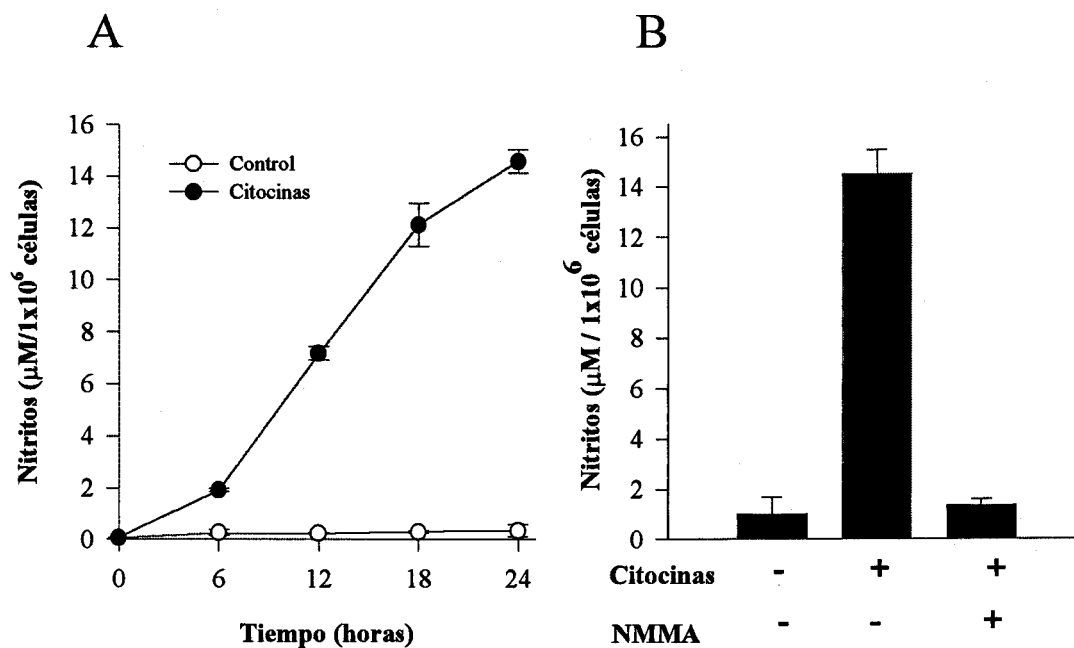 A
Nitritos (µM/1x10⁶ células)
16
14
12
10
8
6
4
2
0
Control
Citocinas
0 6 12 18 24
Tiempo (horas)
B
Nitritos (µM / 1x10⁶ células)
16
14
12
10
8
6
4
2
0
Citocinas - + +
NMMA - - +